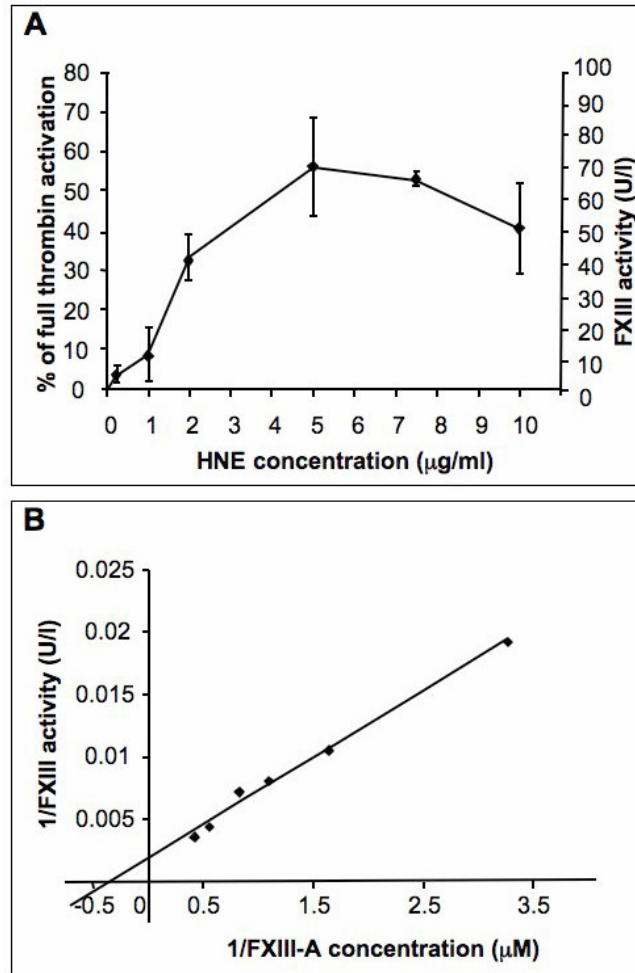 A
80
70
60
50
40
30
20
10
0
% of full thrombin activation
100
90
80
70
60
50
40
30
20
10
0
FXIII activity (U/l)
0 1 2 3 4 5 6 7 8 9 10
HNE concentration (μg/ml)
B
0.025
0.02
0.015
0.01
0.005
1/FXIII activity (U/l)
-0.5 0 0.5 1.5 2.5 3.5
1/FXIII-A concentration (μM)